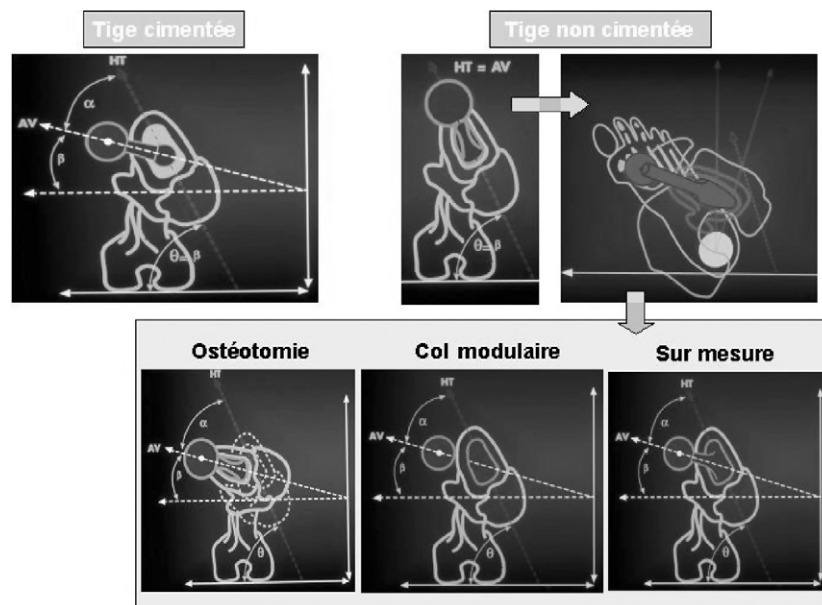 Tige cimentée
Tige non cimentée
HT
α
AV
β
θ=β
HT = AV
θ=β
Ostéotomie
Col modulaire
Sur mesure
HT
α
AV
β
θ
HT
α
AV
β
θ
HT
α
AV
β
θ